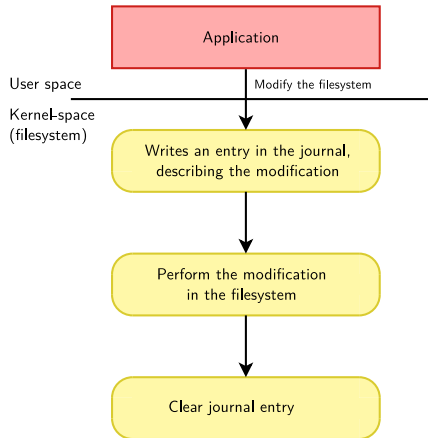 Application
User space
Modify the filesystem
Kernel-space
(filesystem)
Writes an entry in the journal,
describing the modification
Perform the modification
in the filesystem
Clear journal entry